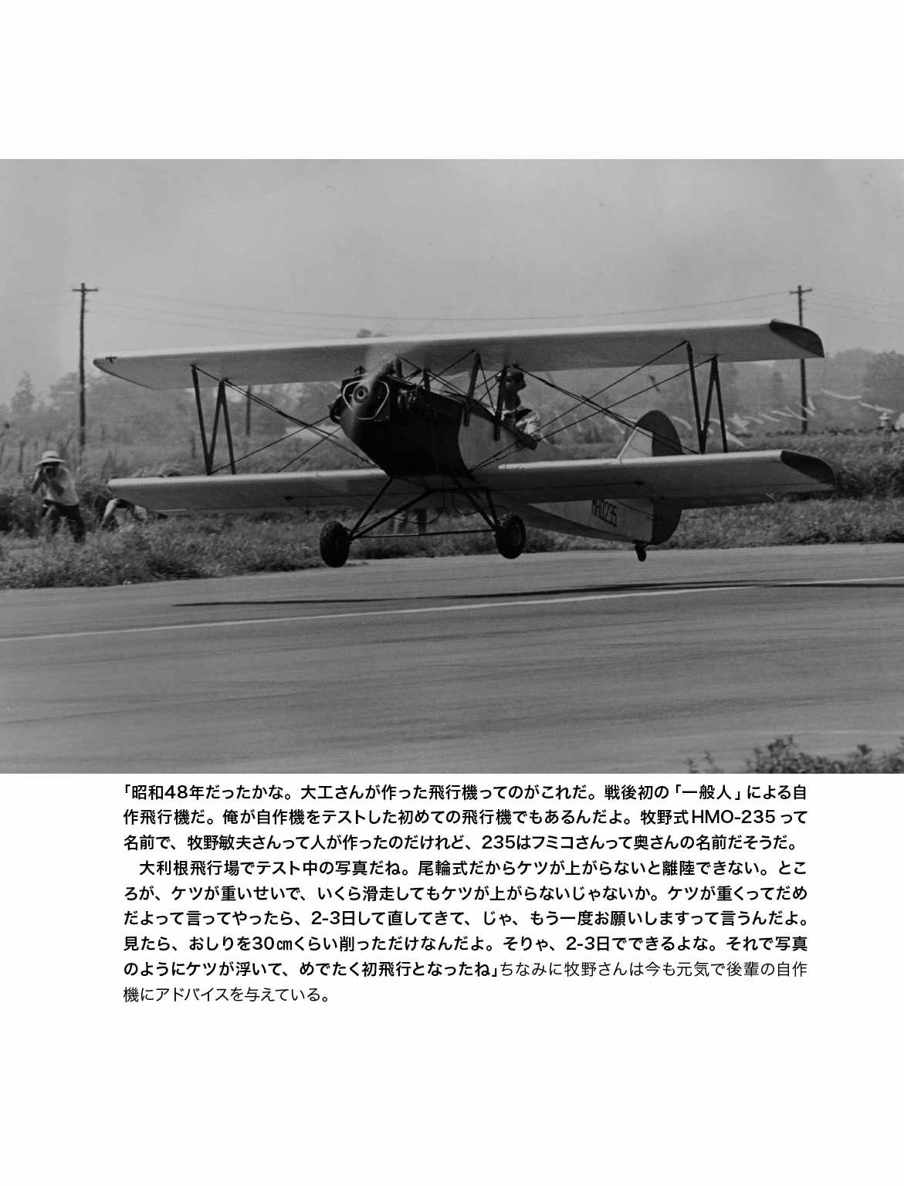 HMO235
「昭和48年だったかな。大工さんが作った飛行機ってのがこれだ。戦後初の「一般人」による自
作飛行機だ。俺が自作機をテストした初めての飛行機でもあるんだよ。牧野式HMO-235って
名前で、牧野敏夫さんって人が作ったのだけれど、235はフミコさんって奥さんの名前だそうだ。
　大利根飛行場でテスト中の写真だね。尾輪式だからケツが上がらないと離陸できない。とこ
ろが、ケツが重いせいで、いくら滑走してもケツが上がらないじゃないか。ケツが重くってだめ
だよって言ってやったら、2-3日して直してきて、じゃ、もう一度お願いしますって言うんだよ。
見たら、おしりを30㎝くらい削っただけなんだよ。そりゃ、2-3日でできるよな。それで写真
のようにケツが浮いて、めでたく初飛行となったね」ちなみに牧野さんは今も元気で後輩の自作
機にアドバイスを与えている。